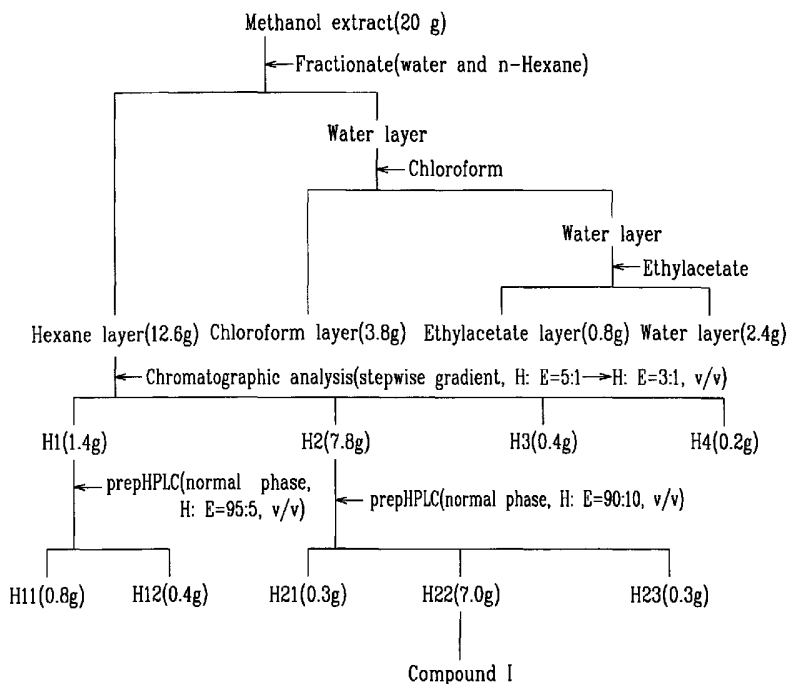 Methanol extract(20 g)
Fractionate(water and n-Hexane)
Water layer
Chloroform
Water layer
Ethylacetate
Hexane layer(12.6g) Chloroform layer(3.8g) Ethylacetate layer(0.8g) Water layer(2.4g)
Chromatographic analysis(stepwise gradient, H: E=5:1→H: E=3:1, v/v)
H1(1.4g) H2(7.8g) H3(0.4g) H4(0.2g)
prepHPLC(normal phase,
H: E=95:5, v/v)
prepHPLC(normal phase, H: E=90:10, v/v)
H11(0.8g) H12(0.4g) H21(0.3g) H22(7.0g) H23(0.3g)
Compound I